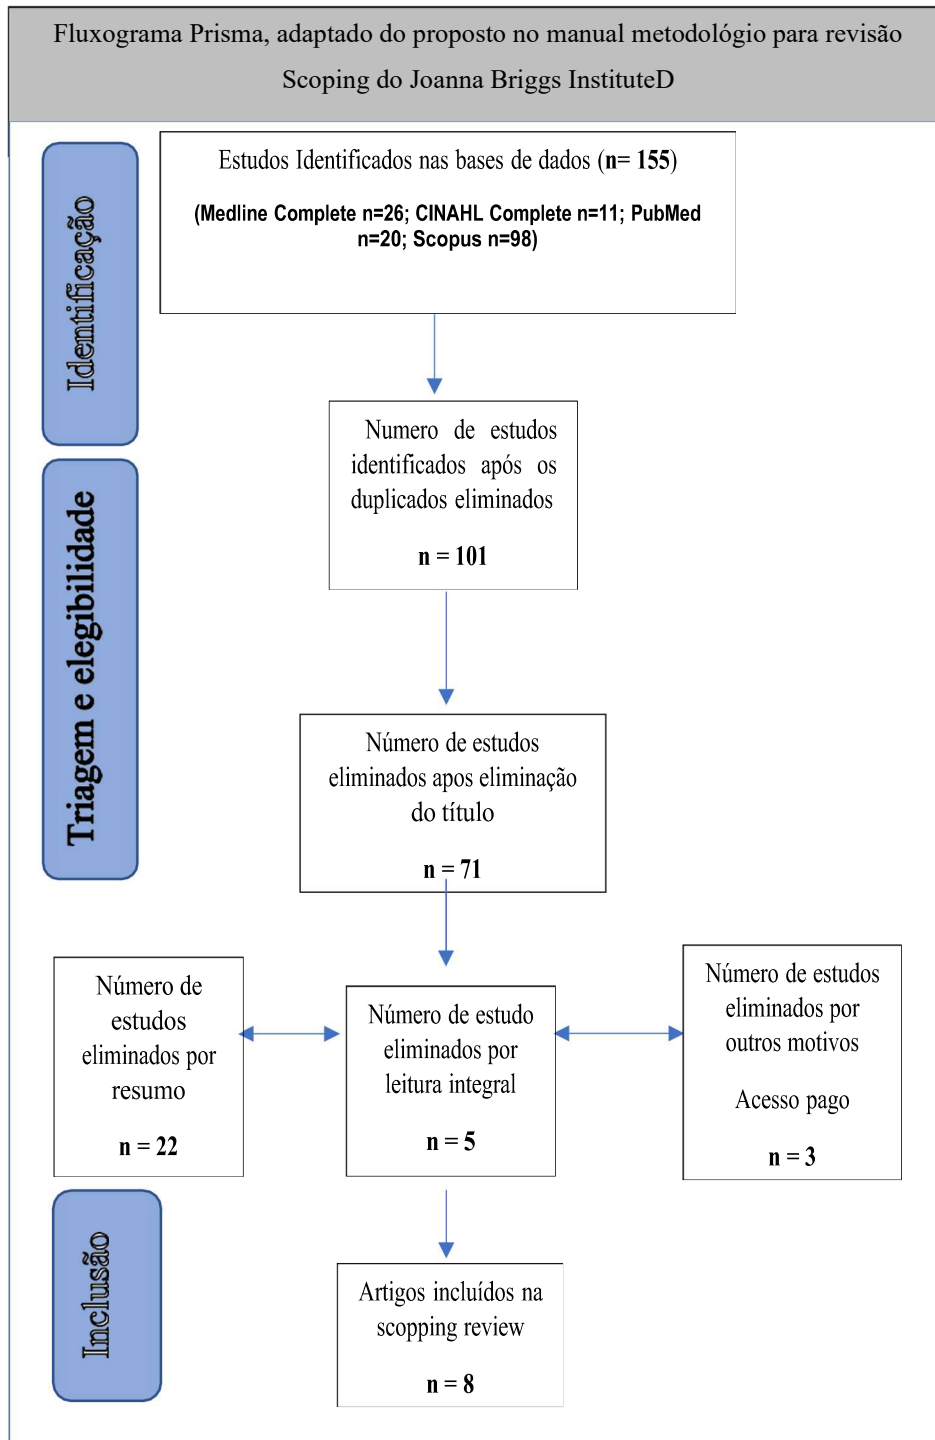 Fluxograma Prisma, adaptado do proposto no manual metodológio para revisão
Scoping do Joanna Briggs InstituteD
Identificação
Estudos Identificados nas bases de dados (n= 155)
(Medline Complete n=26; CINAHL Complete n=11; PubMed
n=20; Scopus n=98)
Numero de estudos
identificados após os
duplicados eliminados
n = 101
Triagem e elegibilidade
Número de estudos
eliminados apos eliminação
do título
n = 71
Número de
estudos
eliminados por
resumo
n = 22
Número de estudo
eliminados por
leitura integral
n = 5
Número de estudos
eliminados por
outros motivos
Acesso pago
n = 3
Inclusão
Artigos incluídos na
scopping review
n = 8